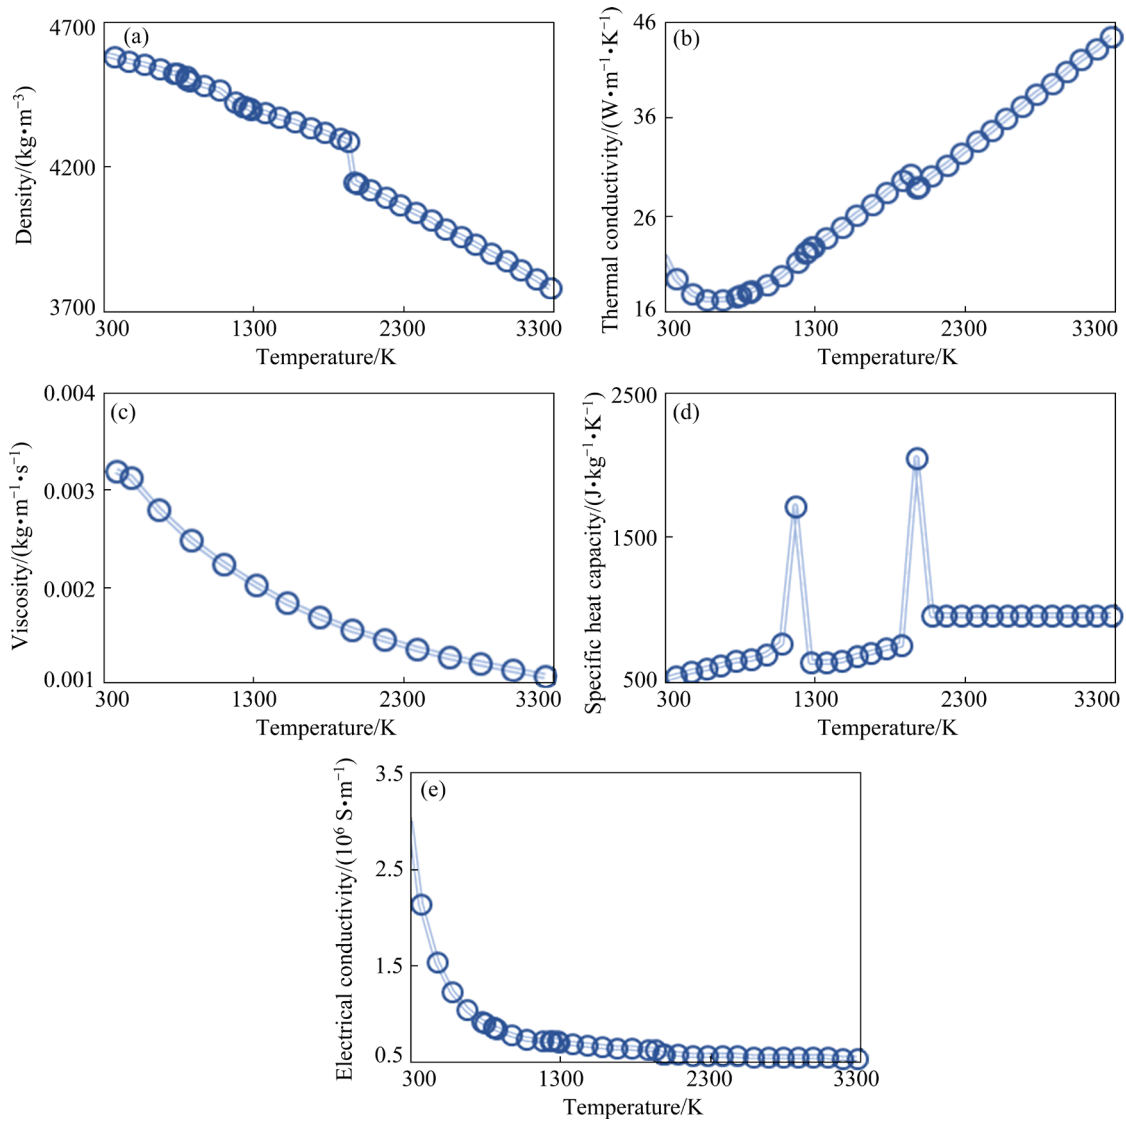 4700
(a)
4200
3700
Density/(kg•m⁻³)
300 1300 2300 3300
Temperature/K
46
(b)
36
26
16
Thermal conductivity/(W•m⁻¹•K⁻¹)
300 1300 2300 3300
Temperature/K
0.004
(c)
0.003
0.002
0.001
Viscosity/(kg•m⁻¹•s⁻¹)
300 1300 2300 3300
Temperature/K
2500
(d)
1500
500
Specific heat capacity/(J•kg⁻¹•K⁻¹)
300 1300 2300 3300
Temperature/K
3.5
(e)
2.5
1.5
0.5
Electrical conductivity/(10⁶ S•m⁻¹)
300 1300 2300 3300
Temperature/K